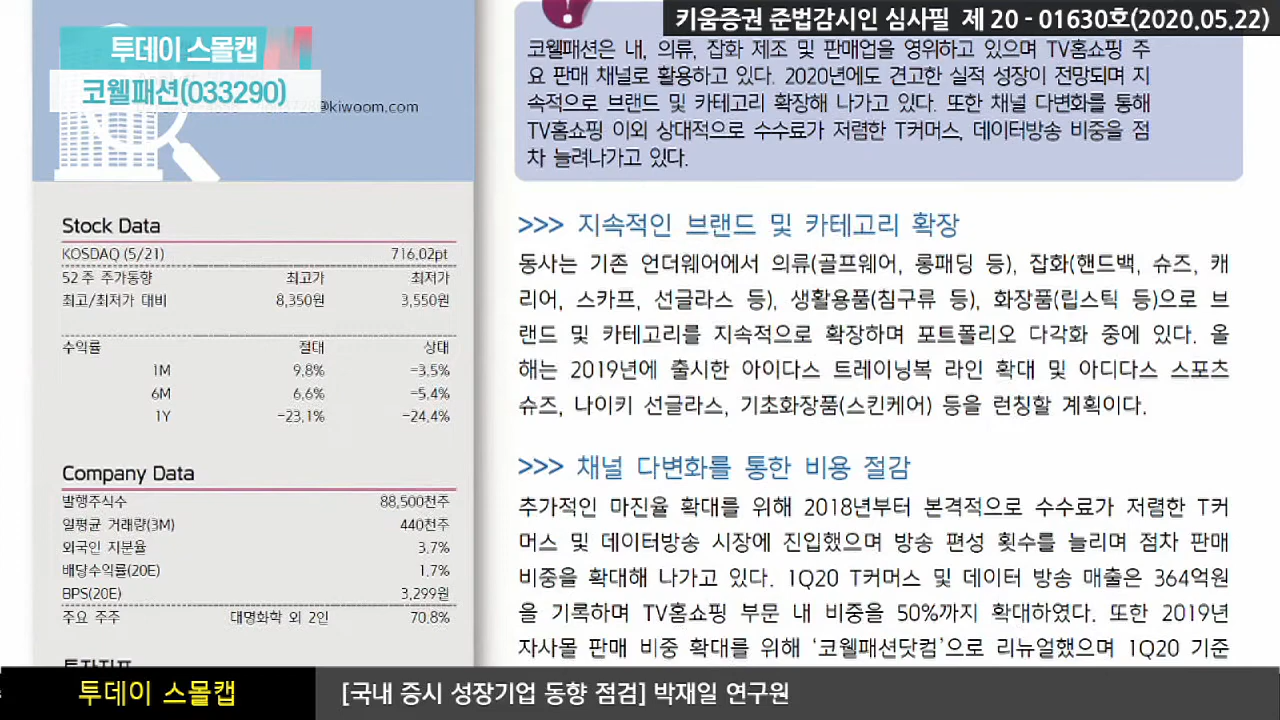 키움증권 준법감시인 심사필 제 20 - 01630호(2020.05.22)
투데이 스몰캡
코웰패션(033290)
@kiwoom.com
코웰패션은 내, 의류, 잡화 제조 및 판매업을 영위하고 있으며 TV홈쇼핑 주
요 판매 채널로 활용하고 있다. 2020년에도 견고한 실적 성장이 전망되며 지
속적으로 브랜드 및 카테고리 확장해 나가고 있다. 또한 채널 다변화를 통해
TV홈쇼핑 이외 상대적으로 수수료가 저렴한 T커머스, 데이터방송 비중을 점
차 늘려나가고 있다.
Stock Data
KOSDAQ (5/21) 716.02pt
52 주 주가동향 최고가 최저가
최고/최저가 대비 8,350원 3,550원
수익률 절대 상대
1M 9.8% -3.5%
6M 6.6% -5.4%
1Y -23.1% -24.4%
Company Data
발행주식수 88,500천주
일평균 거래량(3M) 440천주
외국인 지분율 3.7%
배당수익률(20E) 1.7%
BPS(20E) 3,299원
주요 주주 대명화학 외 2인 70.8%
투자지표
>>> 지속적인 브랜드 및 카테고리 확장
동사는 기존 언더웨어에서 의류(골프웨어, 롱패딩 등), 잡화(핸드백, 슈즈, 캐
리어, 스카프, 선글라스 등), 생활용품(침구류 등), 화장품(립스틱 등)으로 브
랜드 및 카테고리를 지속적으로 확장하며 포트폴리오 다각화 중에 있다. 올
해는 2019년에 출시한 아이다스 트레이닝복 라인 확대 및 아디다스 스포츠
슈즈, 나이키 선글라스, 기초화장품(스킨케어) 등을 런칭할 계획이다.
>>> 채널 다변화를 통한 비용 절감
추가적인 마진율 확대를 위해 2018년부터 본격적으로 수수료가 저렴한 T커
머스 및 데이터방송 시장에 진입했으며 방송 편성 횟수를 늘리며 점차 판매
비중을 확대해 나가고 있다. 1Q20 T커머스 및 데이터 방송 매출은 364억원
을 기록하며 TV홈쇼핑 부문 내 비중을 50%까지 확대하였다. 또한 2019년
자사몰 판매 비중 확대를 위해 ‘코웰패션닷컴’으로 리뉴얼했으며 1Q20 기준
투데이 스몰캡
[국내 증시 성장기업 동향 점검] 박재일 연구원